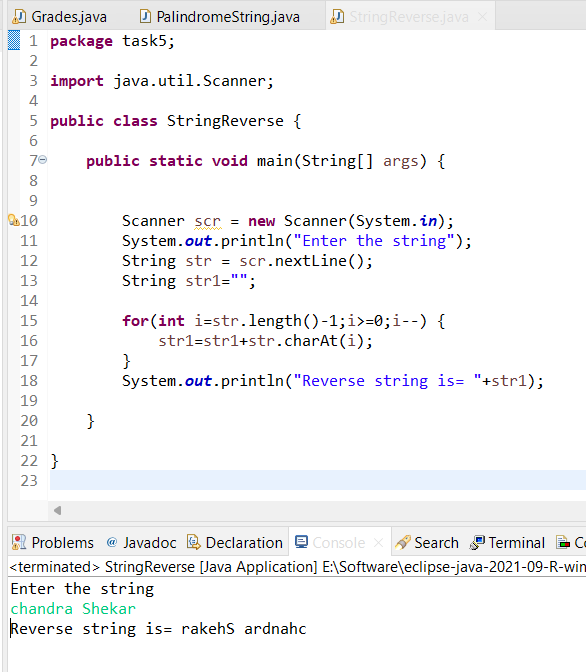 Grades.java PalindromeString.java StringReverse.java
1 package task5;
2
3 import java.util.Scanner;
4
5 public class StringReverse {
6
7 public static void main(String[] args) {
8
9
10 Scanner scr = new Scanner(System.in);
11 System.out.println("Enter the string");
12 String str = scr.nextLine();
13 String str1="";
14
15 for(int i=str.length()-1;i>=0;i--) {
16 str1=str1+str.charAt(i);
17 }
18 System.out.println("Reverse string is= "+str1);
19
20 }
21
22 }
23
Problems @ Javadoc Declaration Console Search Terminal Co
<terminated> StringReverse [Java Application] E:\Software\eclipse-java-2021-09-R-win
Enter the string
chandra Shekar
Reverse string is= rakehS ardnahc